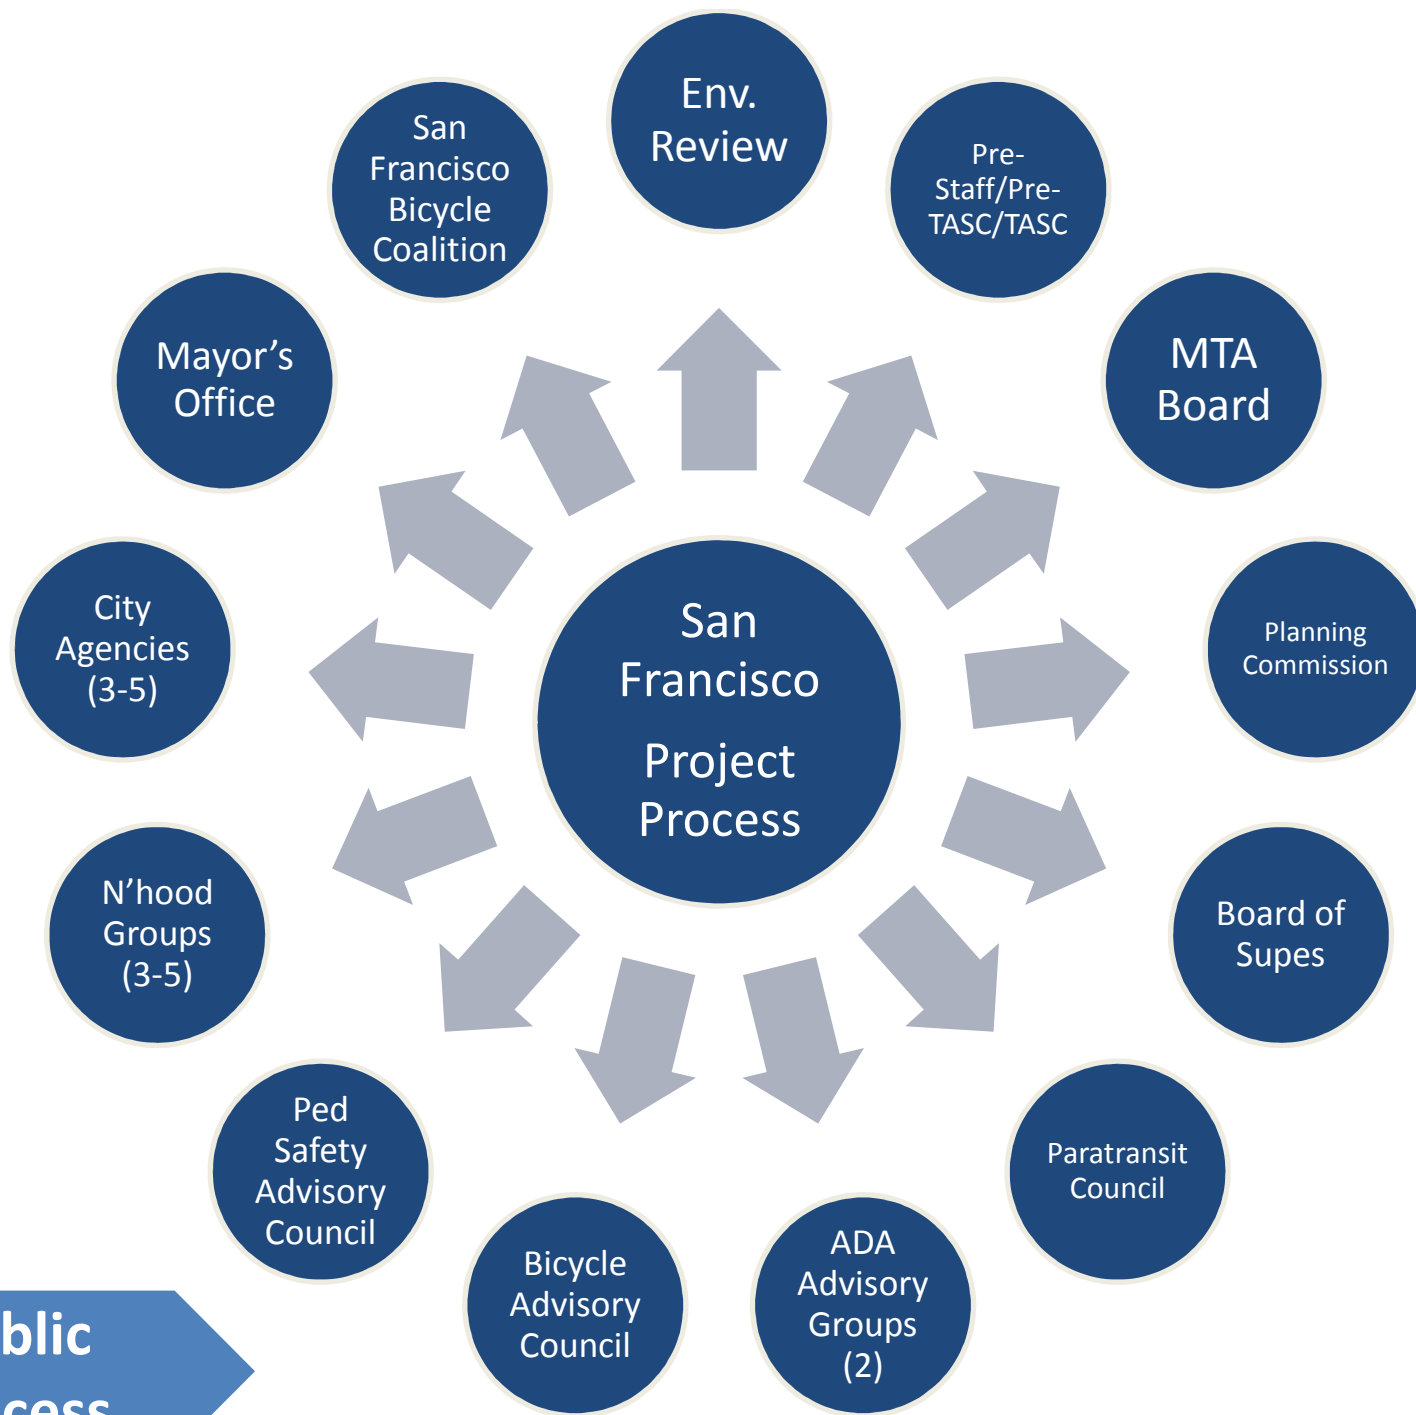 Env.
Review
Pre-
Staff/Pre-
TASC/TASC
MTA
Board
Planning
Commission
Board of
Supes
Paratransit
Council
ADA
Advisory
Groups
(2)
Bicycle
Advisory
Council
Ped
Safety
Advisory
Council
N’hood
Groups
(3-5)
City
Agencies
(3-5)
Mayor’s
Office
San
Francisco
Bicycle
Coalition
San
Francisco
Project
Process